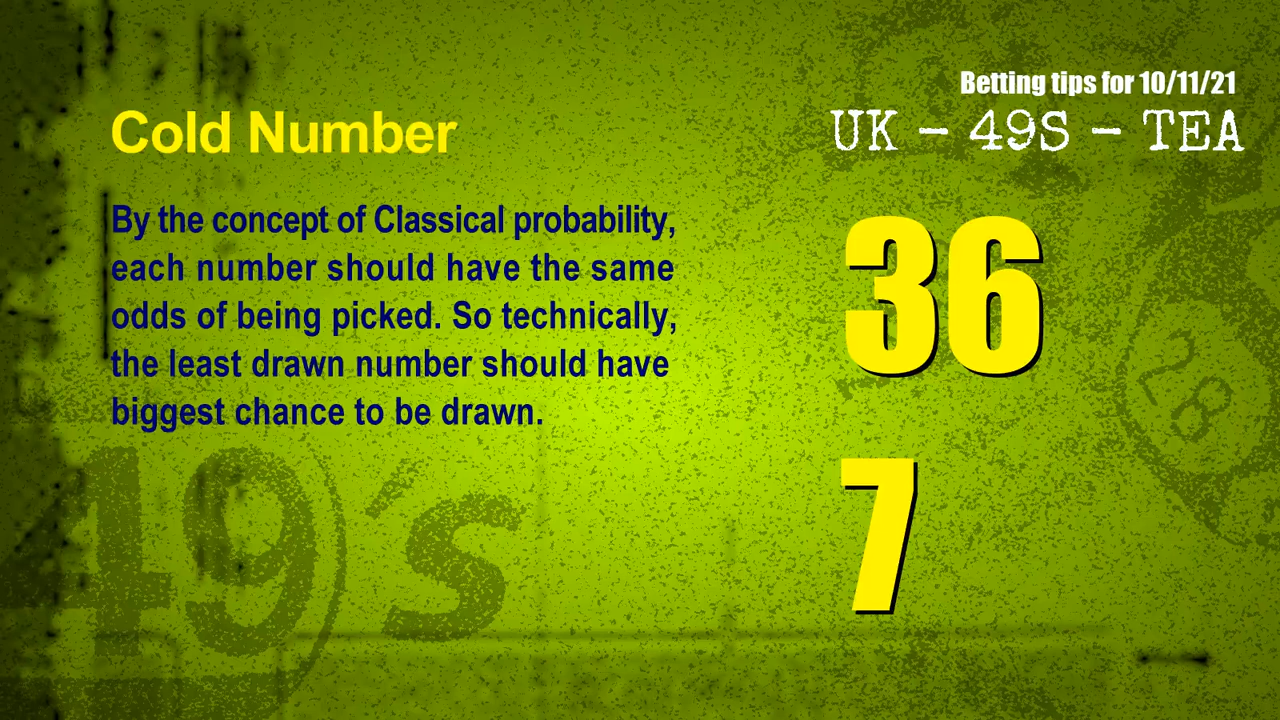 Betting tips for 10/11/21
UK - 49S - TEA
Cold Number
By the concept of Classical probability,
each number should have the same
odds of being picked. So technically,
the least drawn number should have
biggest chance to be drawn.
36
7
28
49's